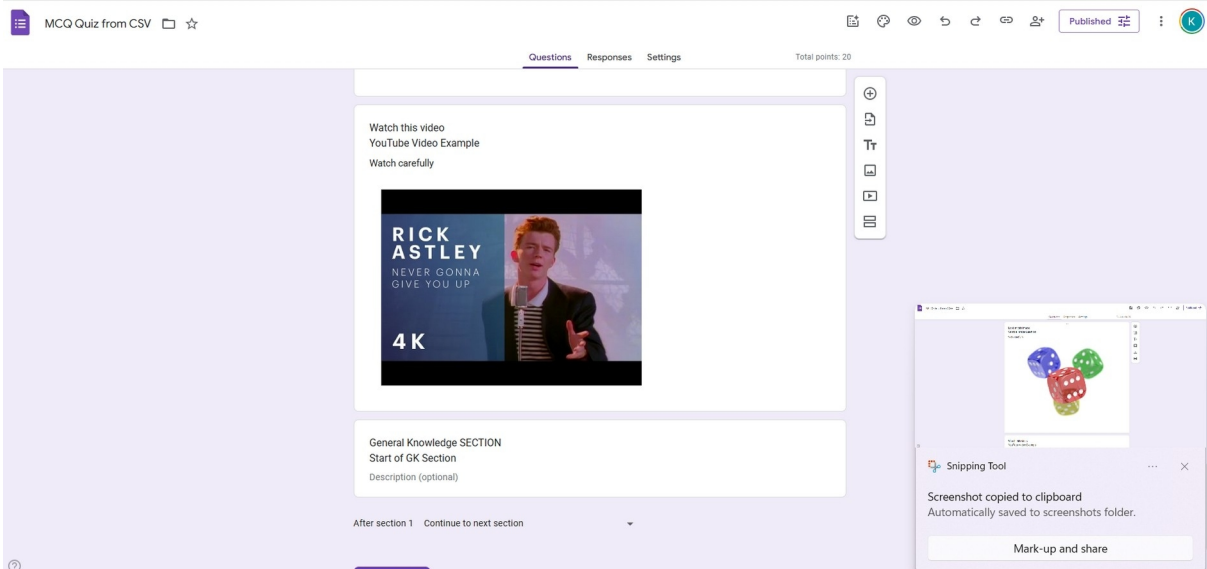 MCQ Quiz from CSV
Published
K
Questions Responses Settings
Total points: 20
Watch this video
YouTube Video Example
Watch carefully
RICK
ASTLEY
NEVER GONNA
GIVE YOU UP
4K
General Knowledge SECTION
Start of GK Section
Description (optional)
After section 1 Continue to next section
Snipping Tool
Screenshot copied to clipboard
Automatically saved to screenshots folder.
Mark-up and share